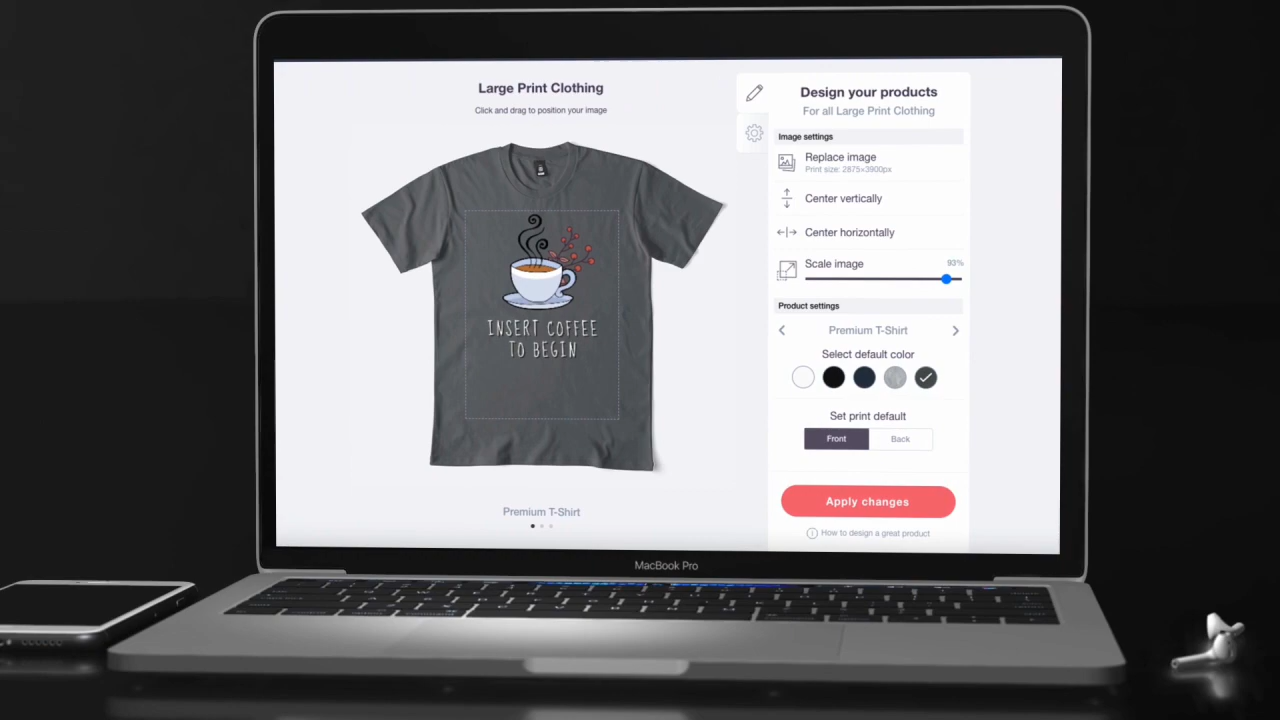 Large Print Clothing
Click and drag to position your image
INSERT COFFEE
TO BEGIN
Premium T-Shirt
Design your products
For all Large Print Clothing
Image settings
Replace image
Print size: 2875×3900px
Center vertically
Center horizontally
Scale image
93%
Product settings
Premium T-Shirt
Select default color
Set print default
Front
Back
Apply changes
How to design a great product
MacBook Pro